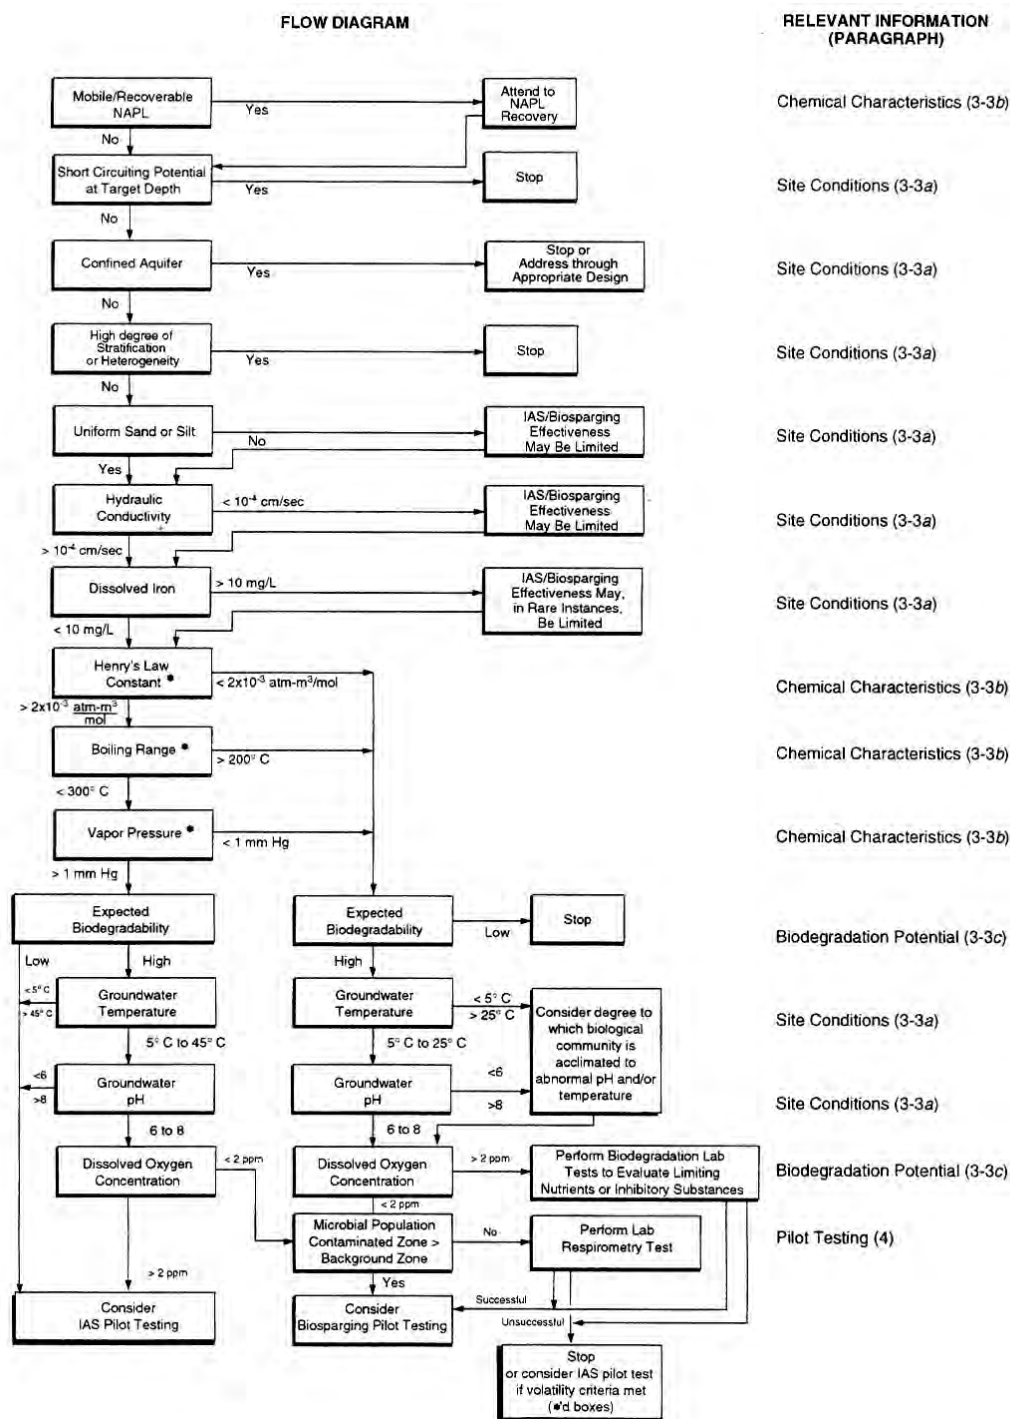 FLOW DIAGRAM
RELEVANT INFORMATION
(PARAGRAPH)
Mobile/Recoverable
NAPL
Yes
Attend to
NAPL
Recovery
Chemical Characteristics (3-3b)
No
Short Circuiting Potential
at Target Depth
Yes
Stop
Site Conditions (3-3a)
No
Confined Aquifer
Yes
Stop or
Address through
Appropriate Design
Site Conditions (3-3a)
No
High degree of
Stratification
or Heterogeneity
Yes
Stop
Site Conditions (3-3a)
No
Uniform Sand or Silt
No
IAS/Biosparging
Effectiveness
May Be Limited
Site Conditions (3-3a)
Yes
Hydraulic
Conductivity
< 10⁻⁴ cm/sec
IAS/Biosparging
Effectiveness
May Be Limited
Site Conditions (3-3a)
> 10⁻⁴ cm/sec
Dissolved Iron
> 10 mg/L
IAS/Biosparging
Effectiveness May,
in Rare Instances,
Be Limited
Site Conditions (3-3a)
< 10 mg/L
Henry's Law
Constant *
< 2x10⁻³ atm-m³/mol
Chemical Characteristics (3-3b)
> 2x10⁻³ atm-m³
mol
Boiling Range *
> 200° C
Chemical Characteristics (3-3b)
< 300° C
Vapor Pressure *
< 1 mm Hg
Chemical Characteristics (3-3b)
> 1 mm Hg
Expected
Biodegradability
Expected
Biodegradability
Low
Stop
Biodegradation Potential (3-3c)
Low
High
High
< 5° C
> 45° C
Groundwater
Temperature
Groundwater
Temperature
< 5° C
> 25° C
Consider degree to
which biological
community is
acclimated to
abnormal pH and/or
temperature
Site Conditions (3-3a)
5° C to 45° C
5° C to 25° C
<6
>8
Groundwater
pH
Groundwater
pH
<6
>8
Site Conditions (3-3a)
6 to 8
6 to 8
Dissolved Oxygen
Concentration
< 2 ppm
Dissolved Oxygen
Concentration
> 2 ppm
Perform Biodegradation Lab
Tests to Evaluate Limiting
Nutrients or Inhibitory Substances
Biodegradation Potential (3-3c)
< 2 ppm
Microbial Population
Contaminated Zone >
Background Zone
No
Perform Lab
Respirometry Test
Pilot Testing (4)
> 2 ppm
Yes
Consider
IAS Pilot Testing
Consider
Biosparging Pilot Testing
Successful
Unsuccessful
Stop
or consider IAS pilot test
if volatility criteria met
(*'d boxes)